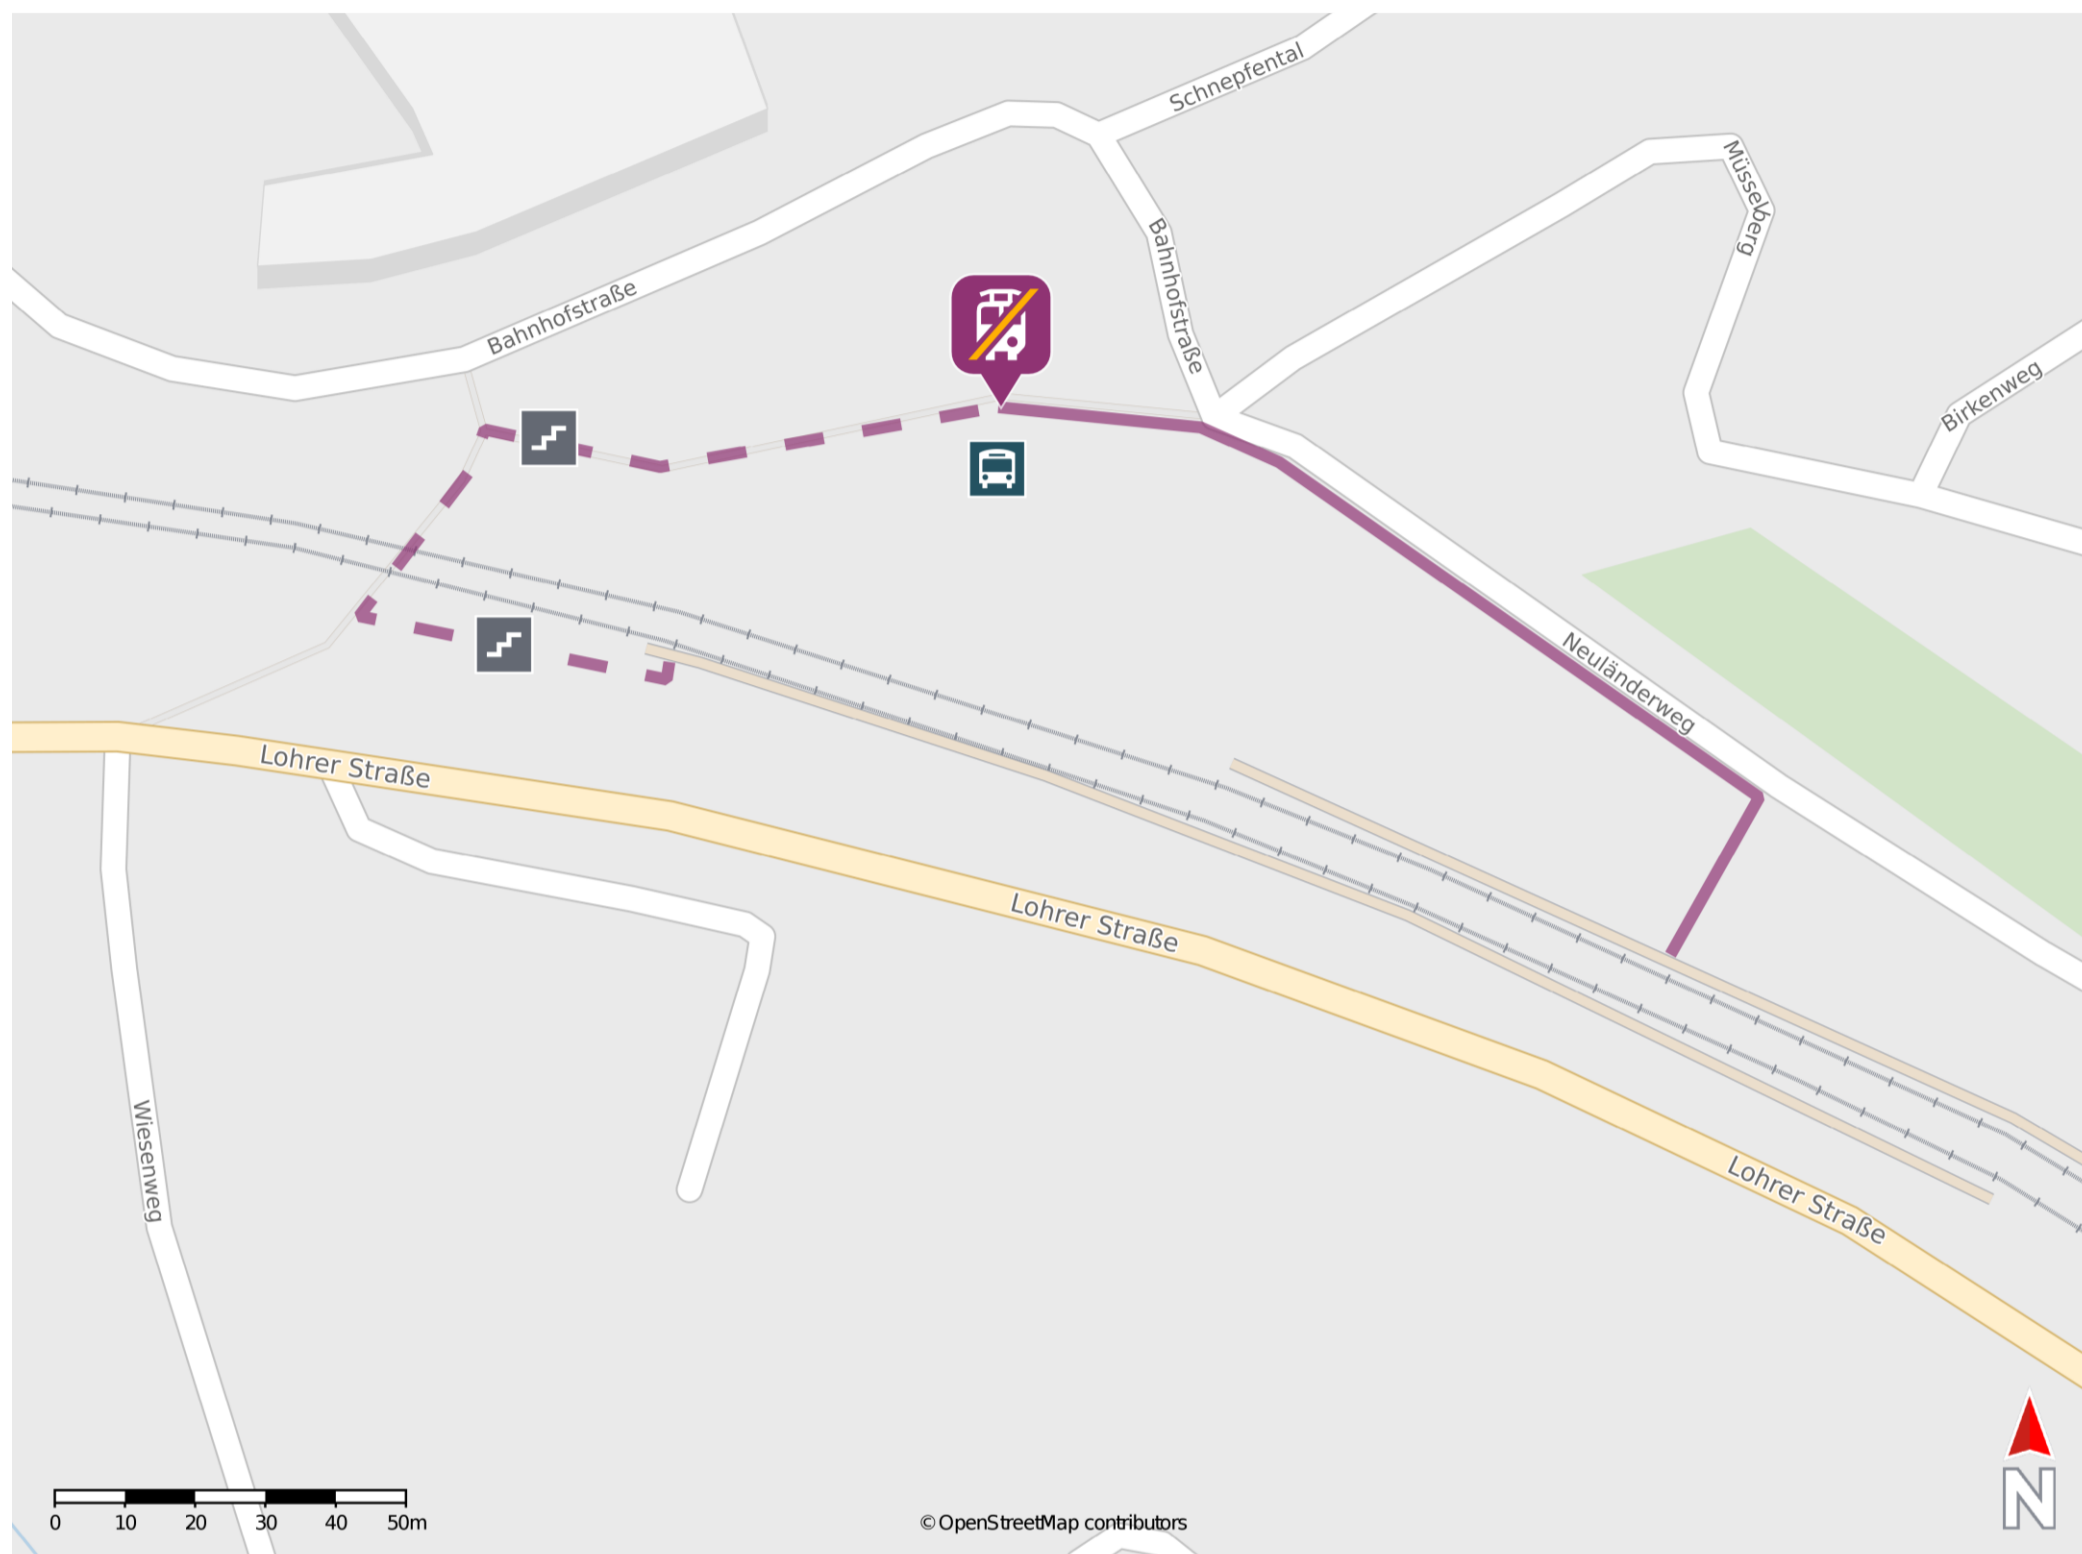 Schnepfental
Müsselberg
Bahnhofstraße
Bahnhofstraße
Birkenweg
Neuländerweg
Lohrer Straße
Lohrer Straße
Lohrer Straße
Wiesenweg
0 10 20 30 40 50m
© OpenStreetMap contributors
N